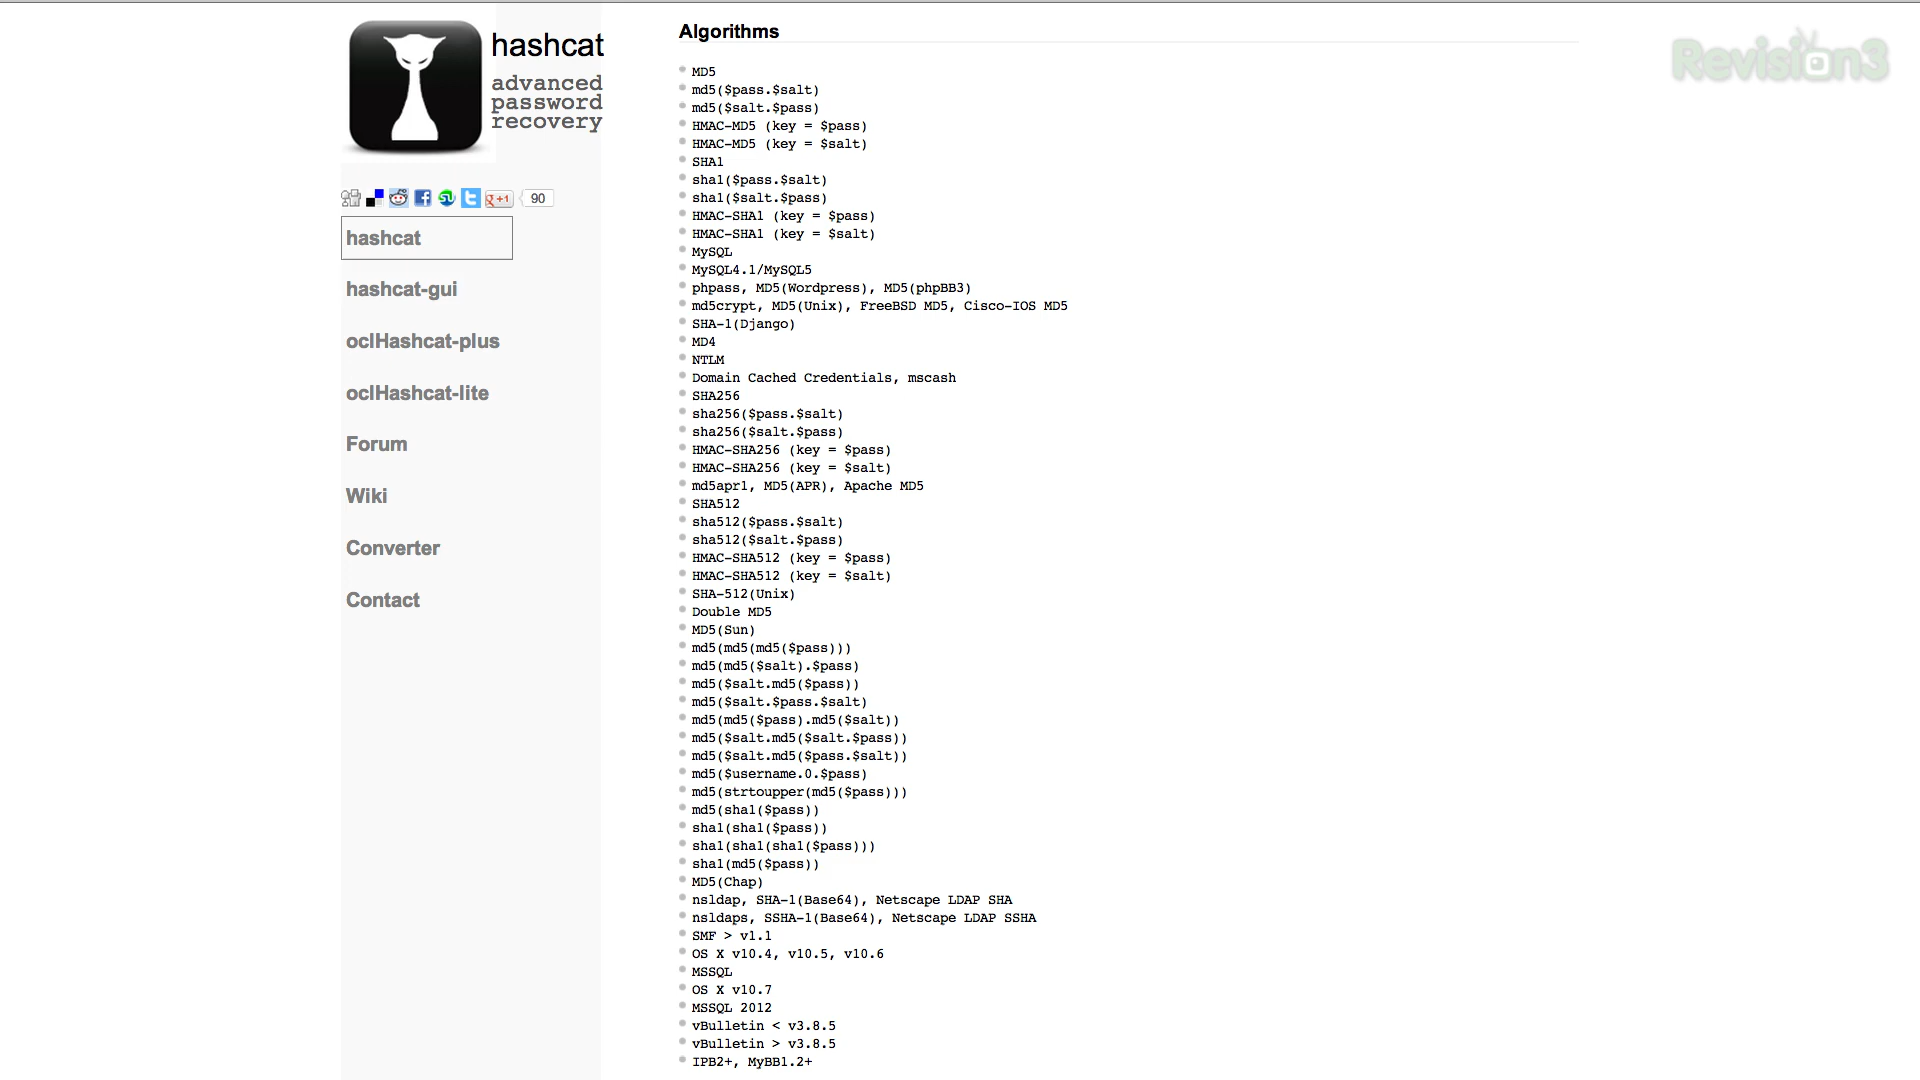 hashcat
advanced
password
recovery
90
hashcat
hashcat-gui
oclHashcat-plus
oclHashcat-lite
Forum
Wiki
Converter
Contact
Algorithms
MD5
md5($pass.$salt)
md5($salt.$pass)
HMAC-MD5 (key = $pass)
HMAC-MD5 (key = $salt)
SHA1
sha1($pass.$salt)
sha1($salt.$pass)
HMAC-SHA1 (key = $pass)
HMAC-SHA1 (key = $salt)
MySQL
MySQL4.1/MySQL5
phpass, MD5(Wordpress), MD5(phpBB3)
md5crypt, MD5(Unix), FreeBSD MD5, Cisco-IOS MD5
SHA-1(Django)
MD4
NTLM
Domain Cached Credentials, mscash
SHA256
sha256($pass.$salt)
sha256($salt.$pass)
HMAC-SHA256 (key = $pass)
HMAC-SHA256 (key = $salt)
md5apr1, MD5(APR), Apache MD5
SHA512
sha512($pass.$salt)
sha512($salt.$pass)
HMAC-SHA512 (key = $pass)
HMAC-SHA512 (key = $salt)
SHA-512(Unix)
Double MD5
MD5(Sun)
md5(md5(md5($pass)))
md5(md5($salt).$pass)
md5($salt.md5($pass))
md5($salt.$pass.$salt)
md5(md5($pass).md5($salt))
md5($salt.md5($salt.$pass))
md5($salt.md5($pass.$salt))
md5($username.0.$pass)
md5(strtoupper(md5($pass)))
md5(sha1($pass))
sha1(sha1($pass))
sha1(sha1(sha1($pass)))
sha1(md5($pass))
MD5(Chap)
nsldap, SHA-1(Base64), Netscape LDAP SHA
nsldaps, SSHA-1(Base64), Netscape LDAP SSHA
SMF > v1.1
OS X v10.4, v10.5, v10.6
MSSQL
OS X v10.7
MSSQL 2012
vBulletin < v3.8.5
vBulletin > v3.8.5
IPB2+, MyBB1.2+
Revision3
g+1